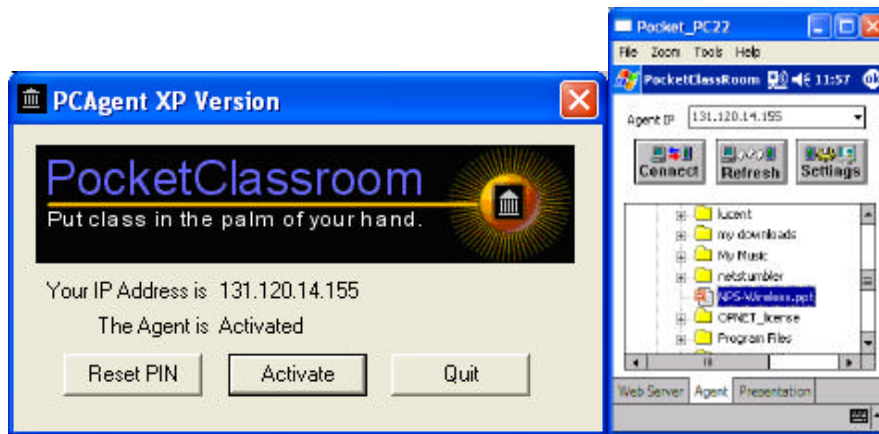 PCAgent XP Version
PocketClassroom
Put class in the palm of your hand.
Your IP Address is 131.120.14.155
The Agent is Activated
Reset PIN Activate Quit
Pocket_PC22
File Zoom Tools Help
PocketClassRoom 11:57 ok
Agent IP 131.120.14.155
Connect Refresh Settings
lucent
my downloads
My Music
netstumbler
NPS-Wireless.ppt
OPNET_license
Program Files
Web Server Agent Presentation